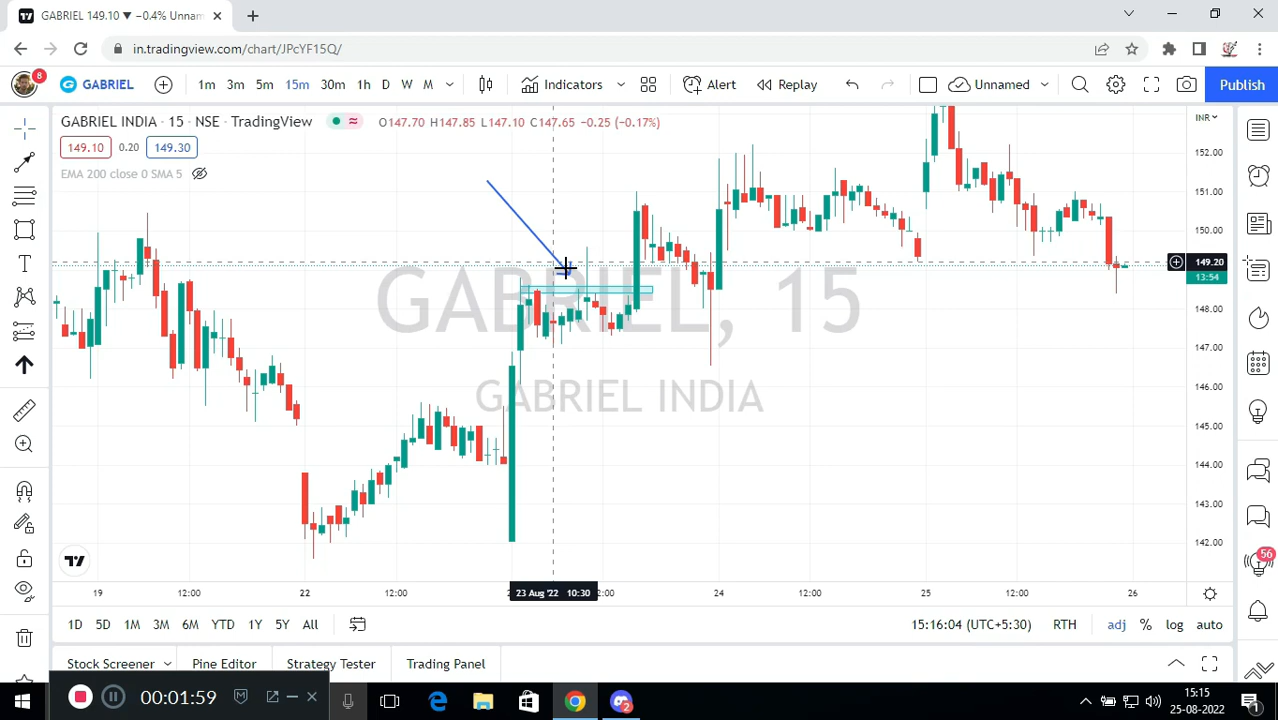 GABRIEL 149.10 ▼ −0.4% Unnam
in.tradingview.com/chart/JPcYF15Q/
8
GABRIEL
1m 3m 5m 15m 30m 1h D W M
Indicators
Alert
Replay
Unnamed
Publish
GABRIEL INDIA · 15 · NSE · TradingView
O147.70 H147.85 L147.10 C147.65 −0.25 (−0.17%)
INR
149.10 0.20 149.30
EMA 200 close 0 SMA 5
152.00
151.00
150.00
149.20
13:54
148.00
147.00
146.00
145.00
144.00
143.00
142.00
GABRIEL, 15
GABRIEL INDIA
19 12:00 22 12:00 23 Aug '22 10:30 2:00 24 12:00 25 12:00 26
1D 5D 1M 3M 6M YTD 1Y 5Y All
15:16:04 (UTC+5:30) RTH adj % log auto
56
Stock Screener Pine Editor Strategy Tester Trading Panel
00:01:59
2
15:15
25-08-2022
1